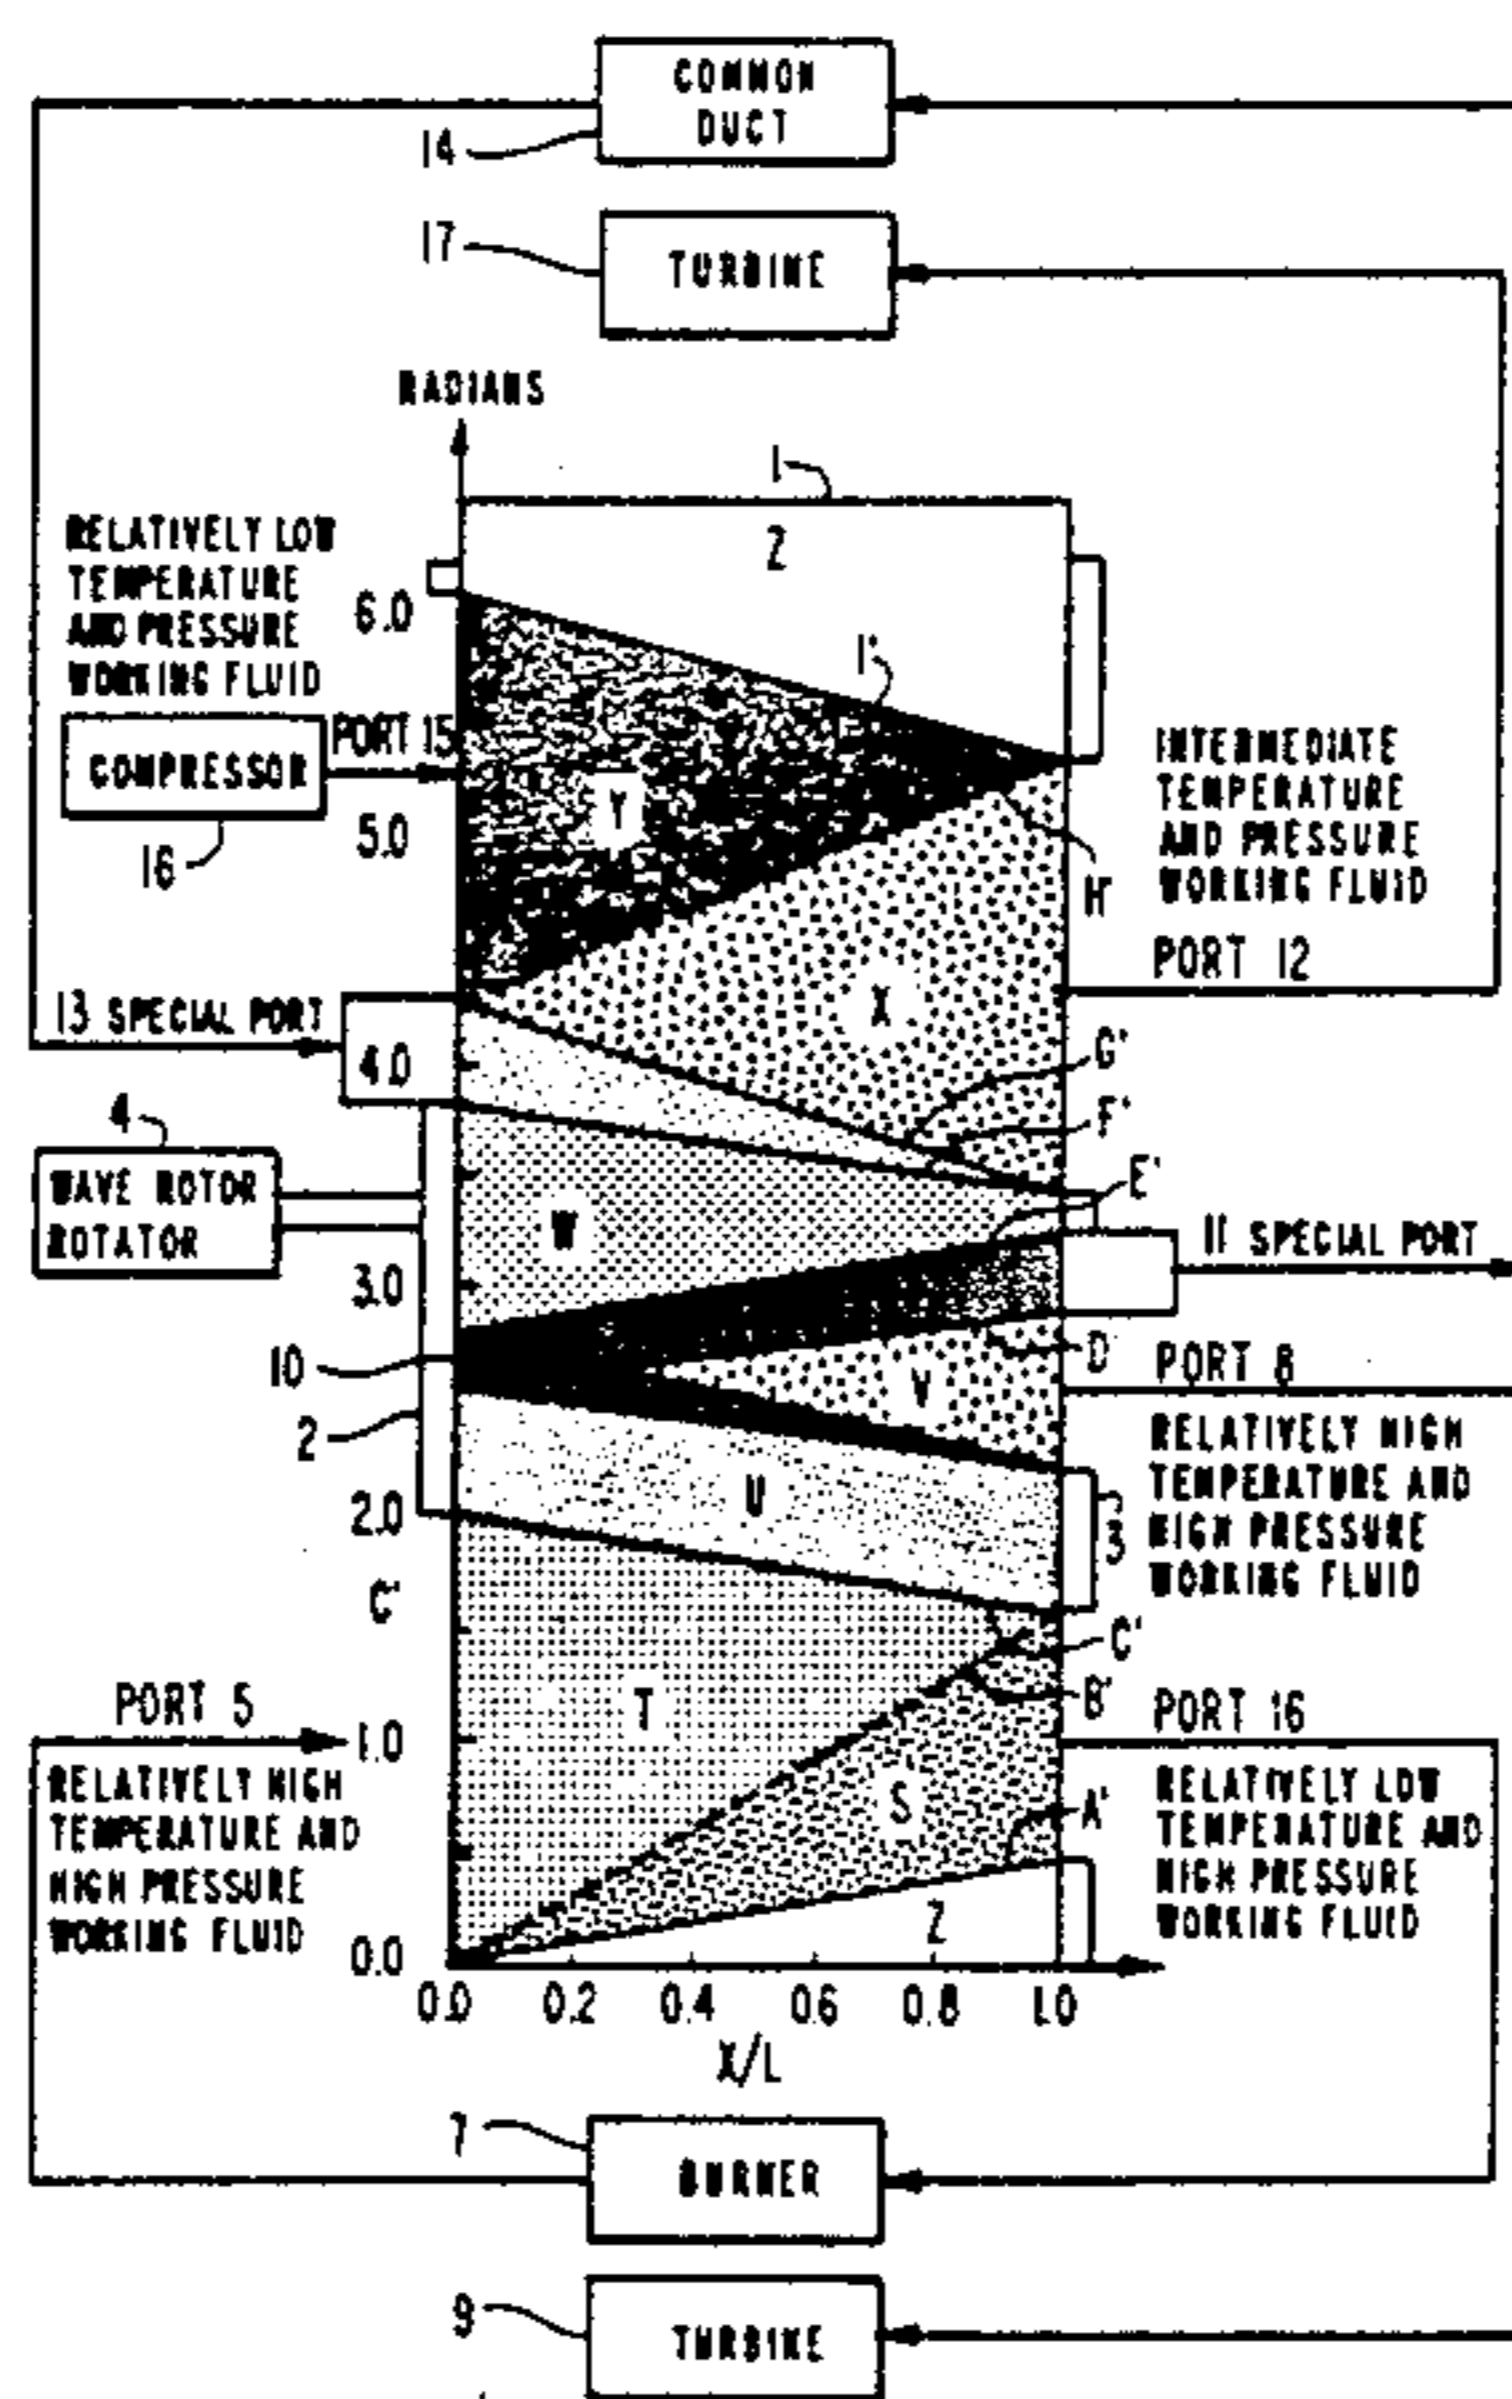 COMMON
DUCT
14
17
TURBINE
RADIANS
1
Z
RELATIVELY LOW
TEMPERATURE
AND PRESSURE
WORKING FLUID
6.0
1'
PORT 15
COMPRESSOR
Y
INTERMEDIATE
TEMPERATURE
AND PRESSURE
WORKING FLUID
5.0
16
H'
PORT 12
13 SPECIAL PORT
X
4.0
G'
F'
4
WAVE ROTOR
ROTATOR
E'
W
11 SPECIAL PORT
3.0
10
D
PORT 8
V
2
RELATIVELY HIGH
TEMPERATURE AND
HIGH PRESSURE
WORKING FLUID
U
2.0
3
C'
C'
B'
PORT 5
T
PORT 16
1.0
RELATIVELY HIGH
TEMPERATURE AND
HIGH PRESSURE
WORKING FLUID
S
A'
RELATIVELY LOW
TEMPERATURE AND
HIGH PRESSURE
WORKING FLUID
Z
0.0
0.0 0.2 0.4 0.6 0.8 1.0
X/L
7
BURNER
9
TURBINE